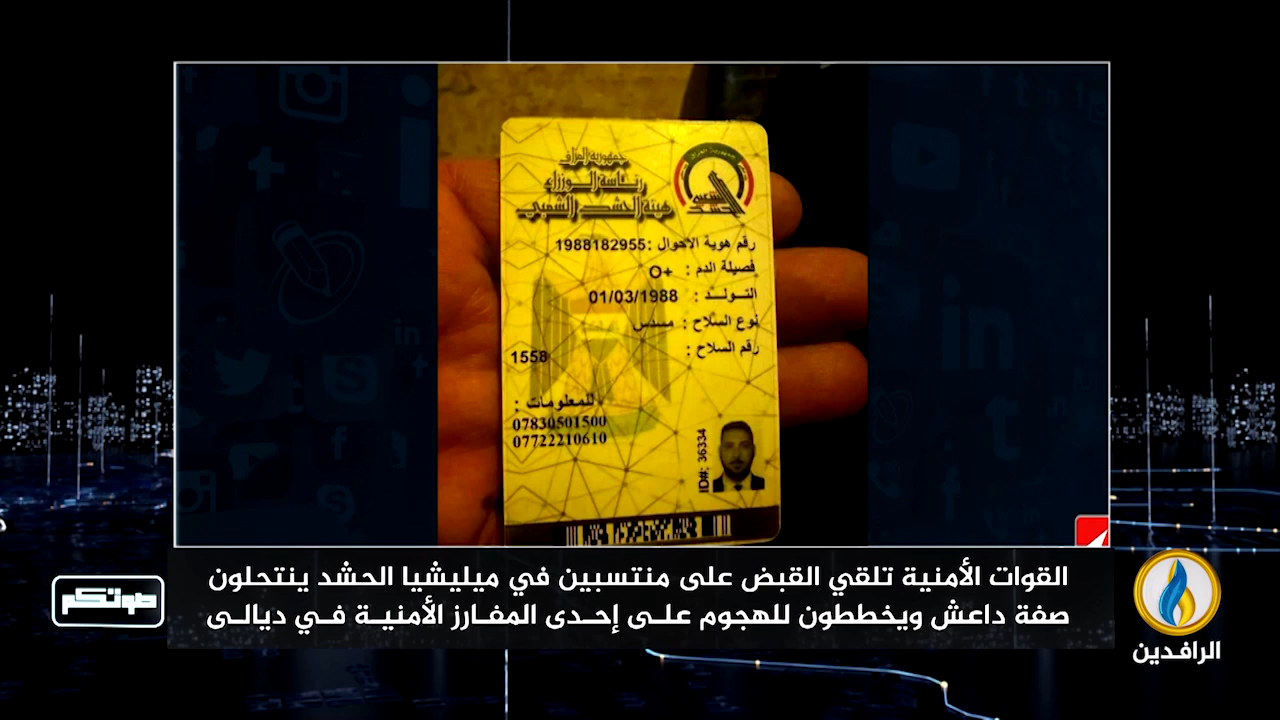 جمهورية العراق
رئاسة الوزراء
هيئة الحشد الشعبي
رقم هوية الاحوال :1988182955
فصيلة الدم : O+
التولد : 01/03/1988
نوع السلاح : مسدس
رقم السلاح :
1558
للمعلومات :
07830501500
07722210610
ID#: 36334
القوات الأمنية تلقي القبض على منتسبين في ميليشيا الحشد ينتحلون
صفة داعش ويخططون للهجوم على إحدى المفارز الأمنية في ديالى
صوتكم
الرافدين